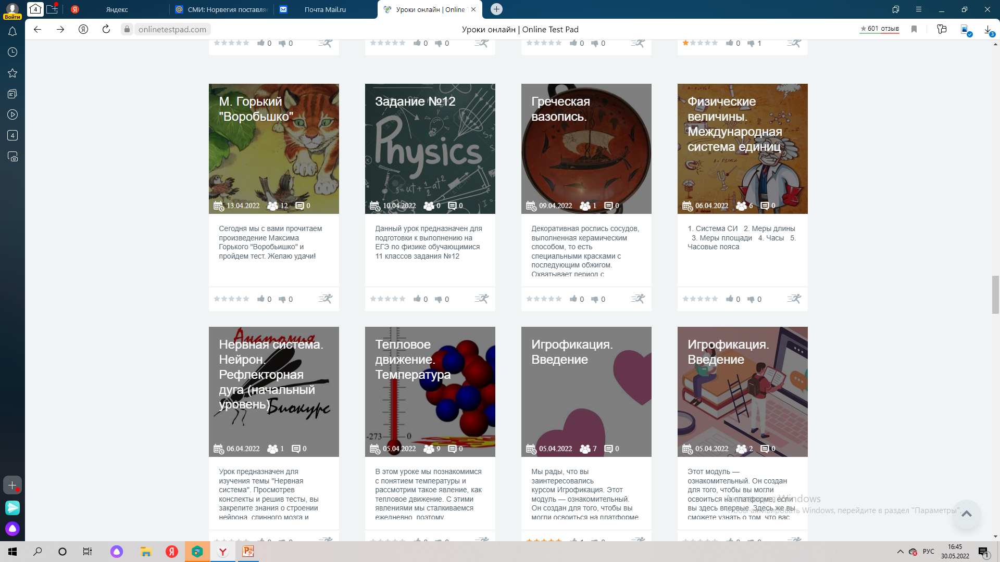 Войти
4
Яндекс
СМИ: Норвегия поставляе
Почта Mail.ru
Уроки онлайн | Online
onlinetestpad.com
Уроки онлайн | Online Test Pad
601 отзыв
3
4
0 0
0 0
0 0
0 1
М. Горький
"Воробьшко"
13.04.2022 12 0
Сегодня мы с вами прочитаем
произведение Максима
Горького "Воробьишко" и
пройдем тест. Желаю удачи!
0 0
Задание №12
Physics
10.04.2022 0 0
Данный урок предназначен для
подготовки к выполнению на
ЕГЭ по физике обучающимися
11 классов задания №12
0 0
Греческая
вазопись.
09.04.2022 1 0
Декоративная роспись сосудов,
выполненная керамическим
способом, то есть
специальными красками с
последующим обжигом.
Охватывает период с
0 0
Физические
величины.
Международная
система единиц
06.04.2022 6 0
1. Система СИ 2. Меры длины
3. Меры площади 4. Часы 5.
Часовые пояса
0 0
Анатомия
Нервная система.
Нейрон.
Рефлекторная
дуга (начальный
уровень)
Биокурс
06.04.2022 1 0
Урок предназначен для
изучения темы "Нервная
система". Просмотрев
конспекты и решив тесты, вы
закрепите знания о строении
нейрона, спинного мозга и
Тепловое
движение.
Температура
-273 0
05.04.2022 9 0
В этом уроке мы познакомимся
с понятием температуры и
рассмотрим такое явление, как
тепловое движение. С этими
явлениями мы сталкиваемся
ежедневно, поэтому
Игрофикация.
Введение
05.04.2022 7 0
Мы рады, что вы
заинтересовались
курсом Игрофикация. Этот
модуль — ознакомительный.
Он создан для того, чтобы вы
могли освоиться на платформе
Игрофикация.
Введение
05.04.2022 2 0
Этот модуль —
ознакомительный. Он создан
для того, чтобы вы могли
освоиться на платформе, если
вы здесь впервые. Здесь же вы
сможете узнать о том, что вас
Активация Windows
Чтобы активировать Windows, перейдите в раздел "Параметры".
РУС
16:45
30.05.2022
1